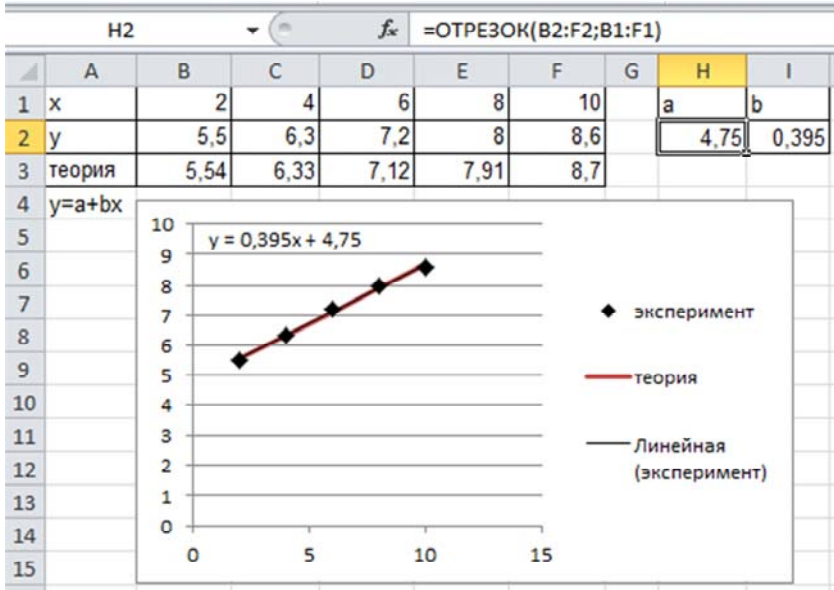 H2 fx =ОТРЕЗОК(B2:F2;B1:F1)
A B C D E F G H I
1 x 2 4 6 8 10 a b
2 y 5,5 6,3 7,2 8 8,6 4,75 0,395
3 теория 5,54 6,33 7,12 7,91 8,7
4 y=a+bx
5
6
7
8
9
10
11
12
13
14
15
y = 0,395x + 4,75
10
9
8
7
6
5
4
3
2
1
0
0 5 10 15
эксперимент
теория
Линейная
(эксперимент)